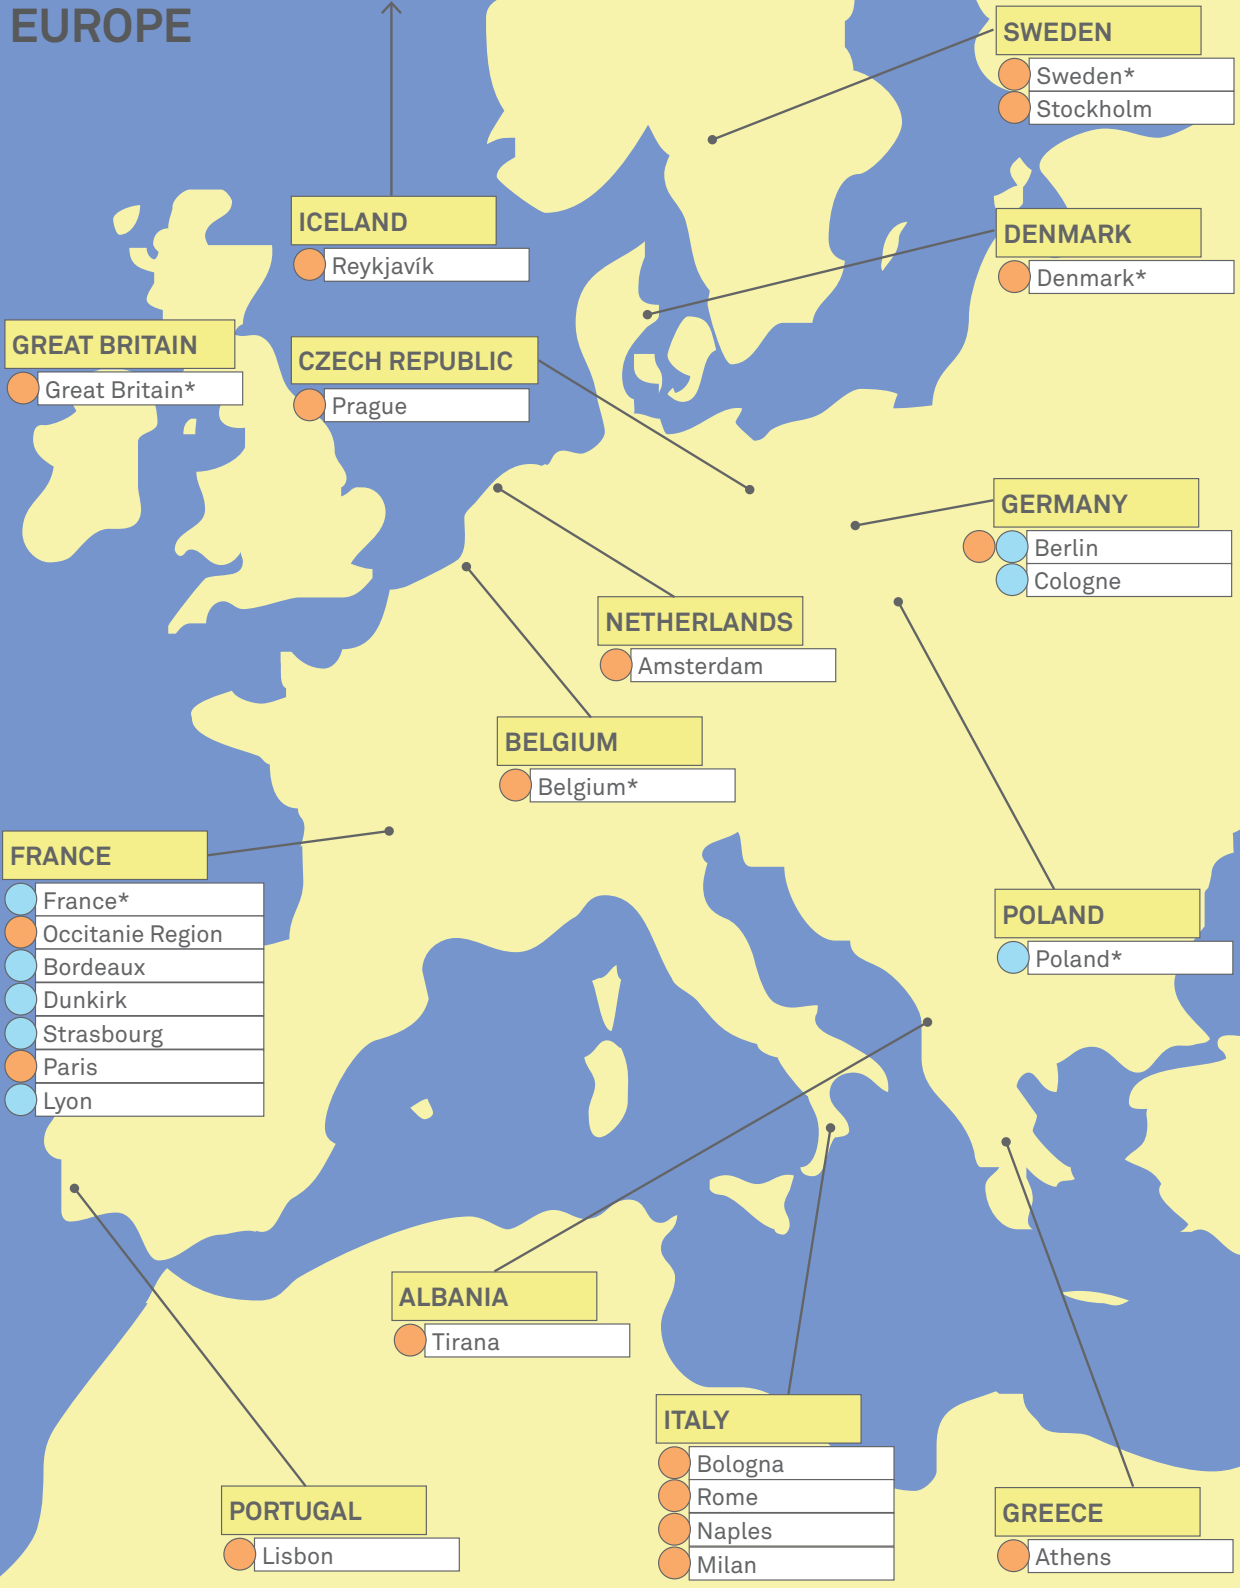 EUROPE
SWEDEN
Sweden*
Stockholm
ICELAND
Reykjavík
DENMARK
Denmark*
GREAT BRITAIN
Great Britain*
CZECH REPUBLIC
Prague
GERMANY
Berlin
Cologne
NETHERLANDS
Amsterdam
BELGIUM
Belgium*
FRANCE
France*
Occitanie Region
Bordeaux
Dunkirk
Strasbourg
Paris
Lyon
POLAND
Poland*
ALBANIA
Tirana
ITALY
Bologna
Rome
Naples
Milan
PORTUGAL
Lisbon
GREECE
Athens